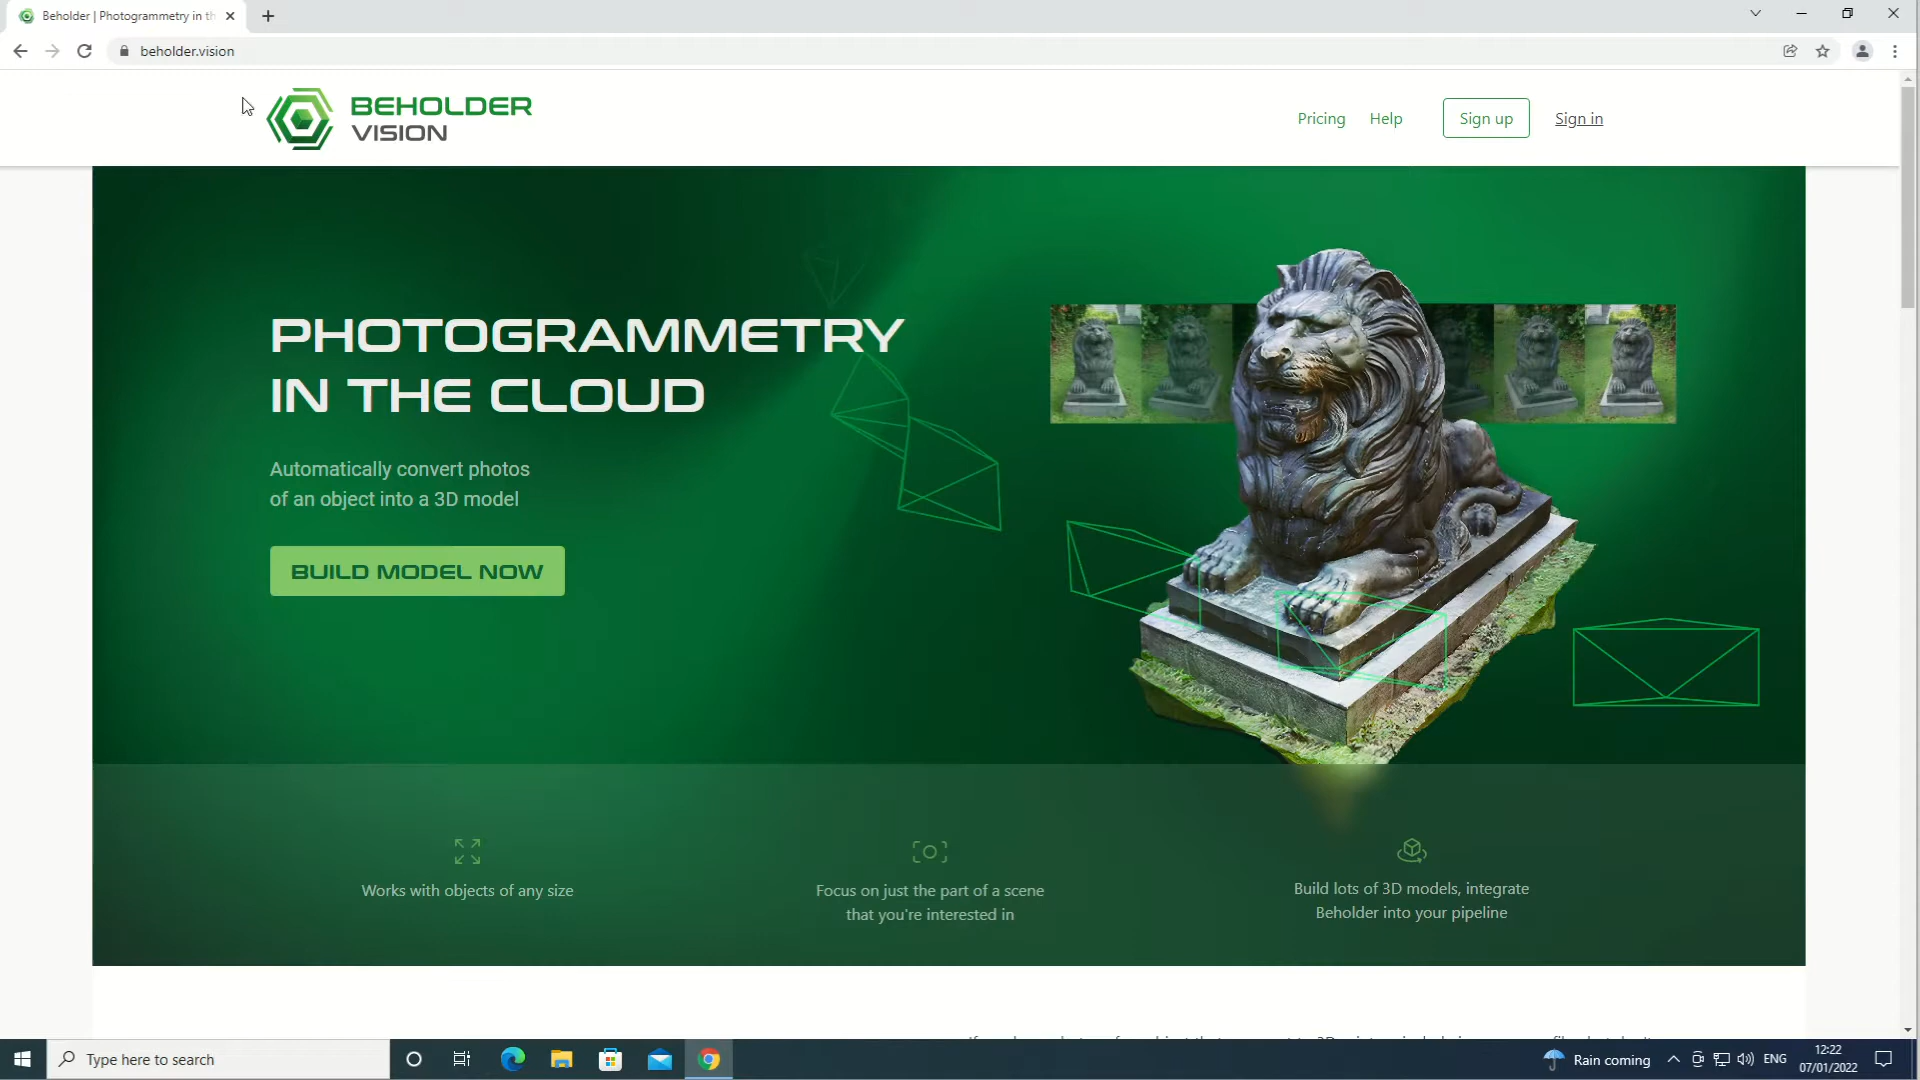 Beholder | Photogrammetry in th
beholder.vision
BEHOLDER
VISION
Pricing
Help
Sign up
Sign in
PHOTOGRAMMETRY
IN THE CLOUD
Automatically convert photos
of an object into a 3D model
BUILD MODEL NOW
Works with objects of any size
Focus on just the part of a scene
that you're interested in
Build lots of 3D models, integrate
Beholder into your pipeline
Type here to search
Rain coming
ENG
12:22
07/01/2022